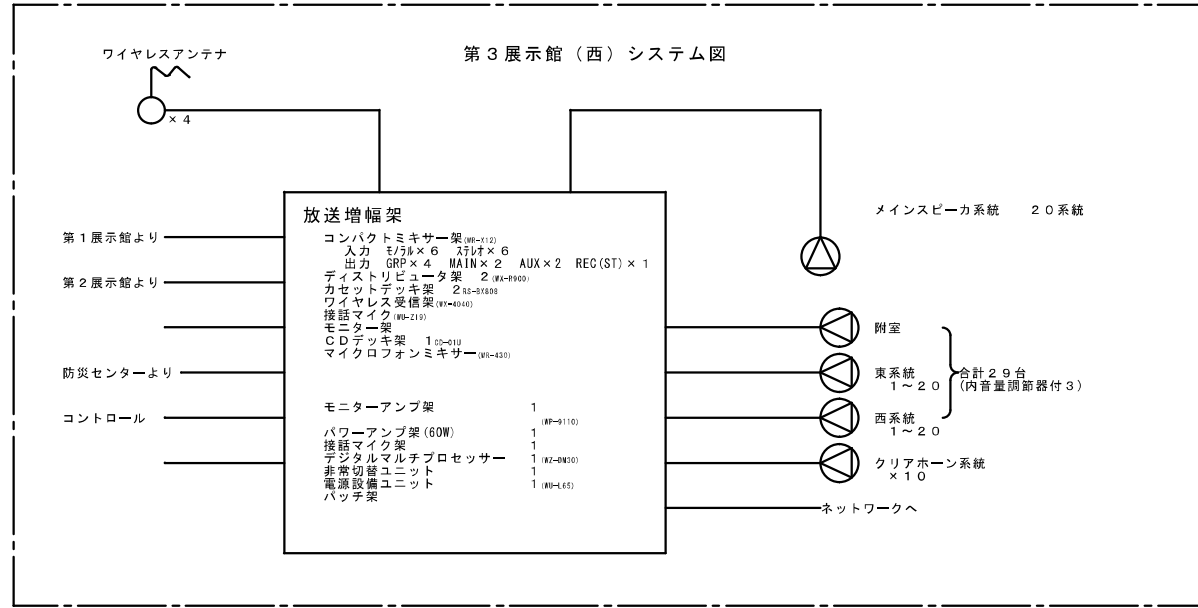 第３展示館（西）システム図
ワイヤレスアンテナ
×４
放送増幅架
コンパクトミキサー架(WR-X12)
入力 ﾓﾉﾗﾙ×６ ｽﾃﾚｵ×６
出力 GRP×４ MAIN×２ AUX×２ REC(ST)×１
ディストリビュータ架 ２(WX-R900)
カセットデッキ架 ２RS-BX808
ワイヤレス受信架(WX-4040)
接話マイク(WU-Z19)
モニター架
ＣＤデッキ架 １CD-01U
マイクロフォンミキサー(WR-430)
モニターアンプ架 １
(WP-9110)
パワーアンプ架(60W) １
接話マイク架 １
デジタルマルチプロセッサー １(WZ-DM30)
非常切替ユニット １
電源設備ユニット １(WU-L65)
パッチ架
第１展示館より
第２展示館より
防災センターより
コントロール
メインスピーカ系統 ２０系統
附室
東系統
１～２０
西系統
１～２０
合計２９台
(内音量調節器付３)
クリアホーン系統
×１０
ネットワークへ